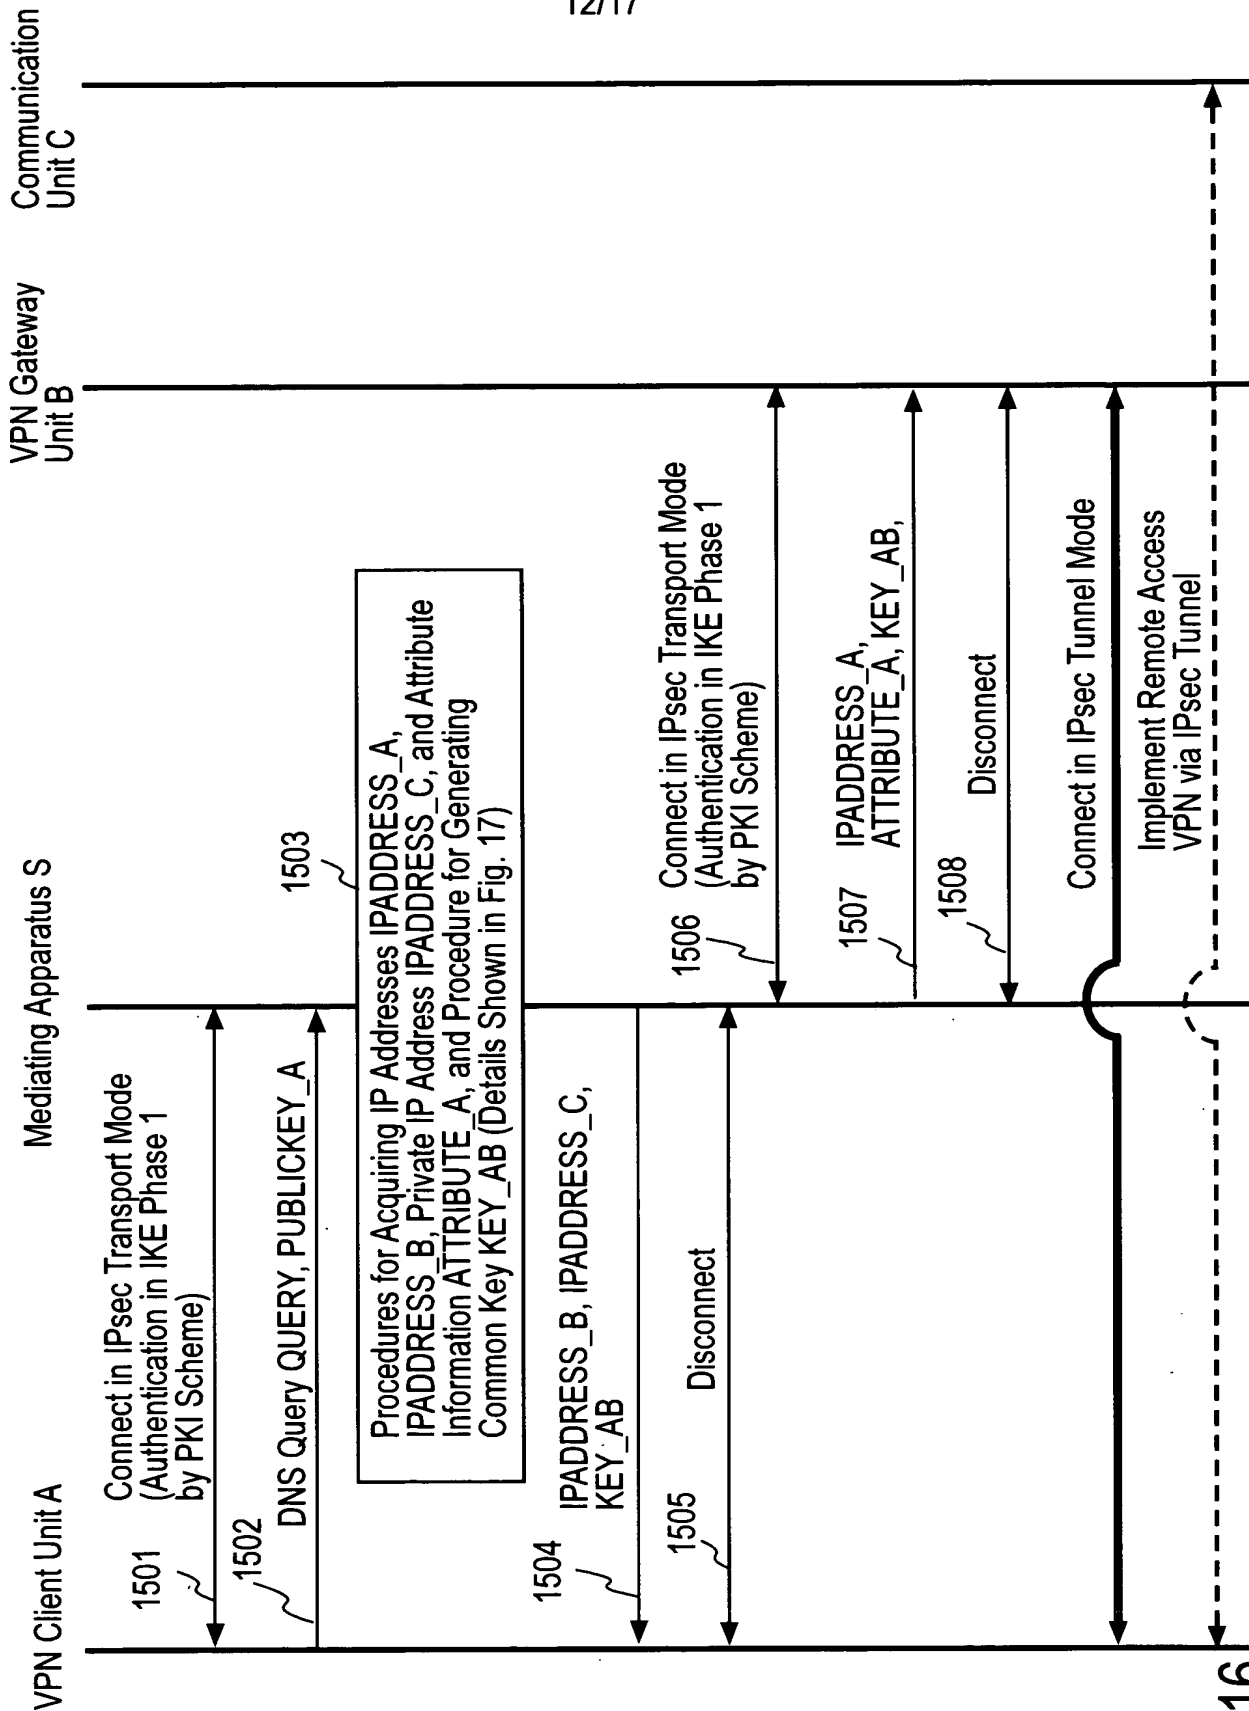 12/17
VPN Client Unit A
Mediating Apparatus S
VPN Gateway
Unit B
Communication
Unit C
1501
Connect in IPsec Transport Mode
(Authentication in IKE Phase 1
by PKI Scheme)
1502
DNS Query QUERY, PUBLICKEY_A
1503
Procedures for Acquiring IP Addresses IPADDRESS_A,
IPADDRESS_B, Private IP Address IPADDRESS_C, and Attribute
Information ATTRIBUTE_A, and Procedure for Generating
Common Key KEY_AB (Details Shown in Fig. 17)
1504
IPADDRESS_B, IPADDRESS_C,
KEY_AB
1505
Disconnect
1506
Connect in IPsec Transport Mode
(Authentication in IKE Phase 1
by PKI Scheme)
1507
IPADDRESS_A,
ATTRIBUTE_A, KEY_AB,
1508
Disconnect
Connect in IPsec Tunnel Mode
Implement Remote Access
VPN via IPsec Tunnel
16